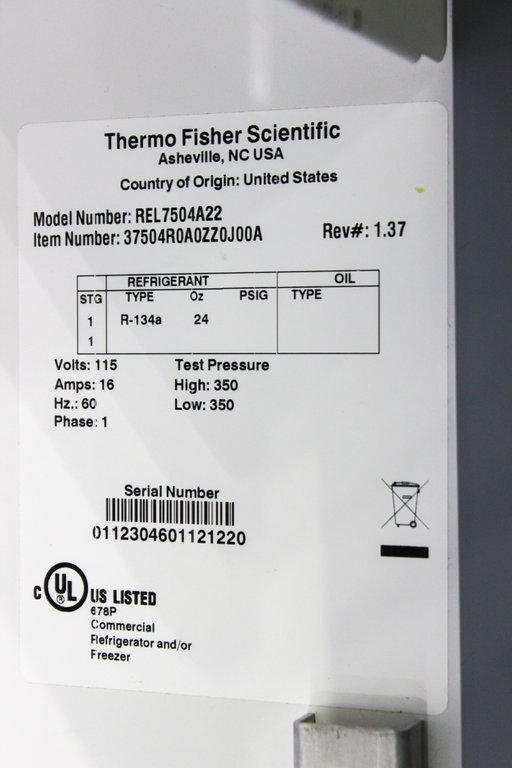 Thermo Fisher Scientific
Asheville, NC USA
Country of Origin: United States
Model Number: REL7504A22
Item Number: 37504R0A0ZZ0J00A
Rev#: 1.37
REFRIGERANT OIL
STG TYPE Oz PSIG TYPE
1 R-134a 24
1
Volts: 115 Test Pressure
Amps: 16 High: 350
Hz.: 60 Low: 350
Phase: 1
Serial Number
0112304601121220
C UL ® US LISTED
678P
Commercial
Refrigerator and/or
Freezer